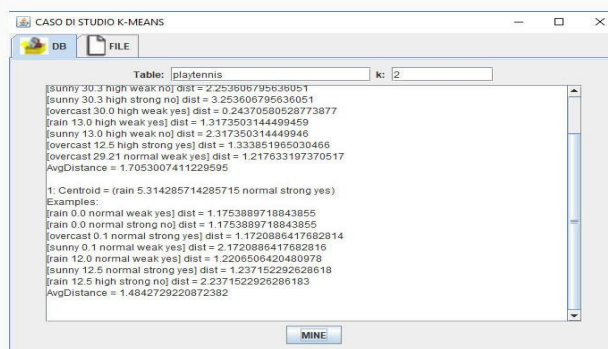 CASO DI STUDIO K-MEANS
DB FILE
Table: playtennis k: 2
[sunny 30.3 high weak no] dist = 2.253606795636051
[sunny 30.3 high strong no] dist = 3.253606795636051
[overcast 30.0 high weak yes] dist = 0.24370580528773877
[rain 13.0 high weak yes] dist = 1.3173503144499459
[sunny 13.0 high weak no] dist = 2.317350314449946
[overcast 12.5 high strong yes] dist = 1.333851965030466
[overcast 29.21 normal weak yes] dist = 1.217633197370517
AvgDistance = 1.7053007411229595
1: Centroid = (rain 5.314285714285715 normal strong yes)
Examples:
[rain 0.0 normal weak yes] dist = 1.1753889718843855
[rain 0.0 normal strong no] dist = 1.1753889718843855
[overcast 0.1 normal strong yes] dist = 1.1720886417682814
[sunny 0.1 normal weak yes] dist = 2.1720886417682816
[rain 12.0 normal weak yes] dist = 1.2206506420480978
[sunny 12.5 normal strong yes] dist = 1.237152292628618
[rain 12.5 high strong no] dist = 2.2371522926286183
AvgDistance = 1.4842729220872382
MINE